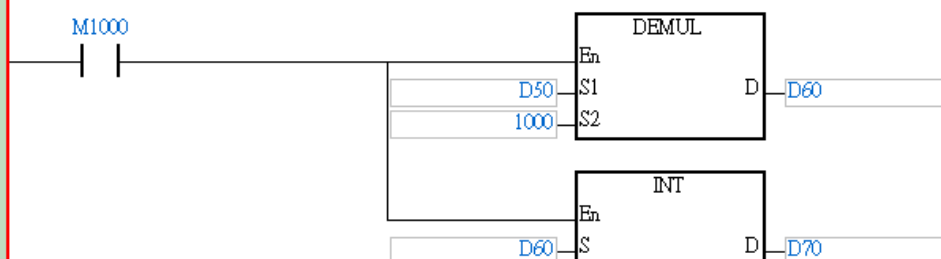 M1000
DEMUL
En
D50 S1 D D60
1000 S2
INT
En
D60 S D D70